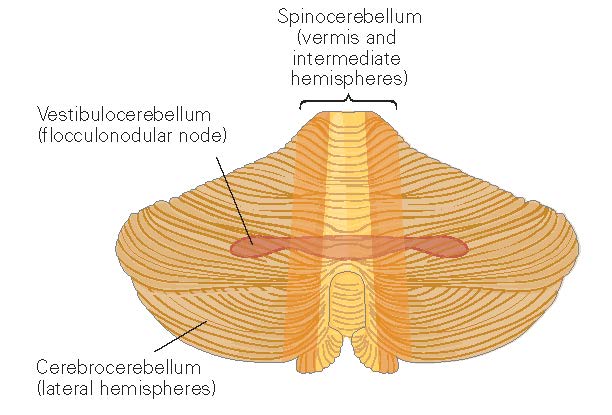 Spinocerebellum
(vermis and
intermediate
hemispheres)
Vestibulocerebellum
(flocculonodular node)
Cerebrocerebellum
(lateral hemispheres)